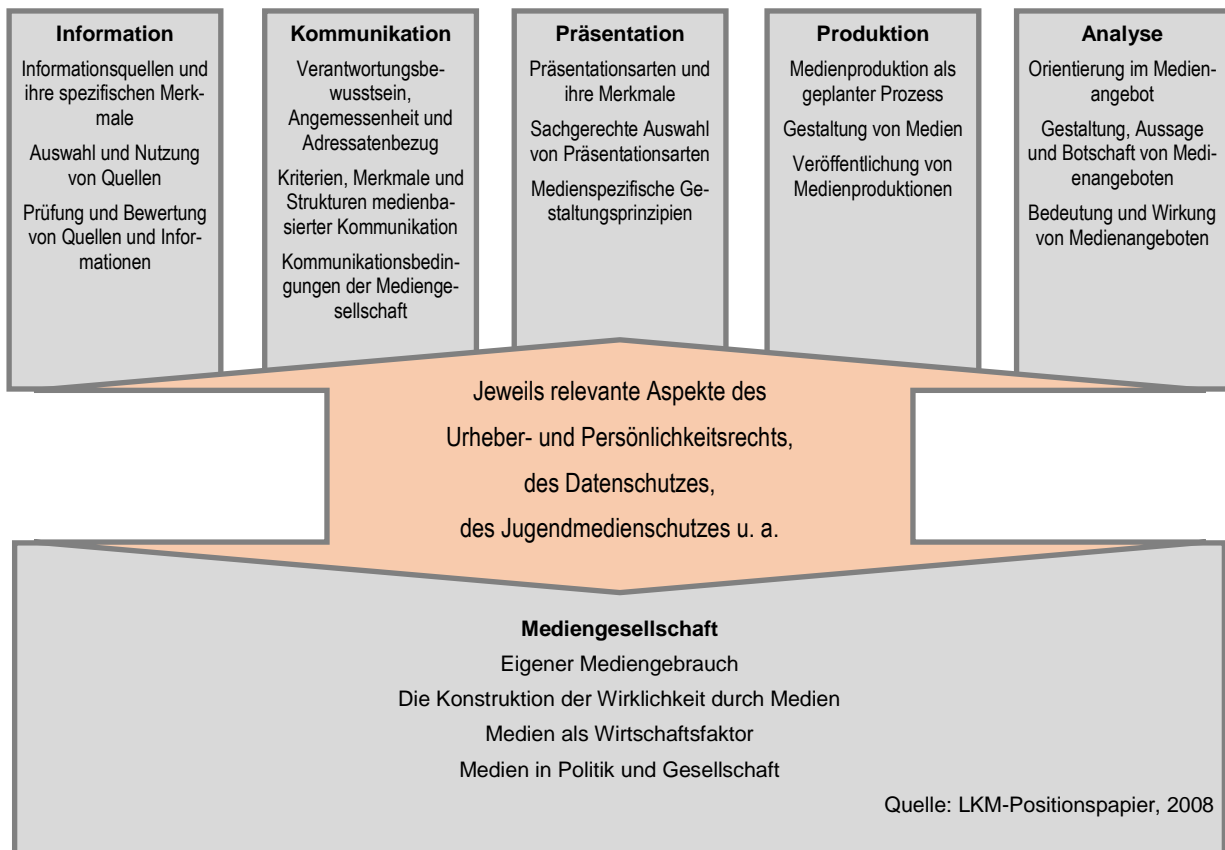 Information
Informationsquellen und
ihre spezifischen Merk-
male
Auswahl und Nutzung
von Quellen
Prüfung und Bewertung
von Quellen und Infor-
mationen
Kommunikation
Verantwortungsbe-
wusstsein,
Angemessenheit und
Adressatenbezug
Kriterien, Merkmale und
Strukturen medienba-
sierter Kommunikation
Kommunikationsbedin-
gungen der Medienge-
sellschaft
Präsentation
Präsentationsarten und
ihre Merkmale
Sachgerechte Auswahl
von Präsentationsarten
Medienspezifische Ge-
staltungsprinzipien
Produktion
Medienproduktion als
geplanter Prozess
Gestaltung von Medien
Veröffentlichung von
Medienproduktionen
Analyse
Orientierung im Medien-
angebot
Gestaltung, Aussage
und Botschaft von Medi-
enangeboten
Bedeutung und Wirkung
von Medienangeboten
Jeweils relevante Aspekte des
Urheber- und Persönlichkeitsrechts,
des Datenschutzes,
des Jugendmedienschutzes u. a.
Mediengesellschaft
Eigener Mediengebrauch
Die Konstruktion der Wirklichkeit durch Medien
Medien als Wirtschaftsfaktor
Medien in Politik und Gesellschaft
Quelle: LKM-Positionspapier, 2008